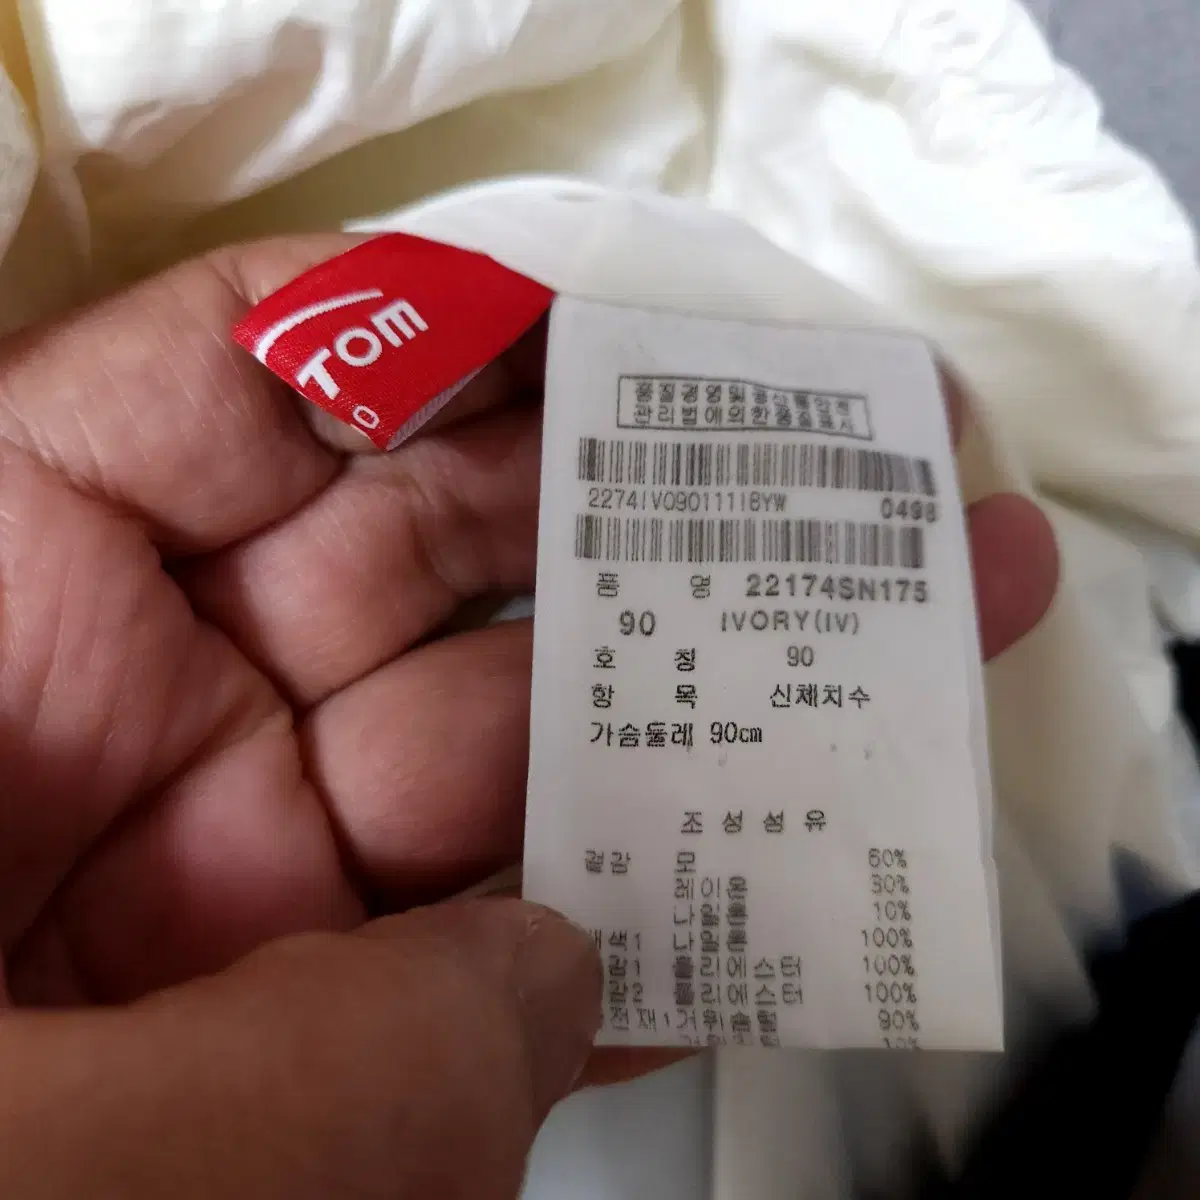 TOM
0
품질경영및공산품안전
관리법에의한품질표시
2274IV0901111IBYW 0498
품 명 22174SN175
90 IVORY(IV)
호 칭 90
항 목 신체치수
가슴둘레 90cm
조성섬유
겉감 모 60%
레이온 30%
나일론 10%
배색1 나일론 100%
안감1 폴리에스터 100%
안감2 폴리에스터 100%
충전재1거위솜털 90%
10%